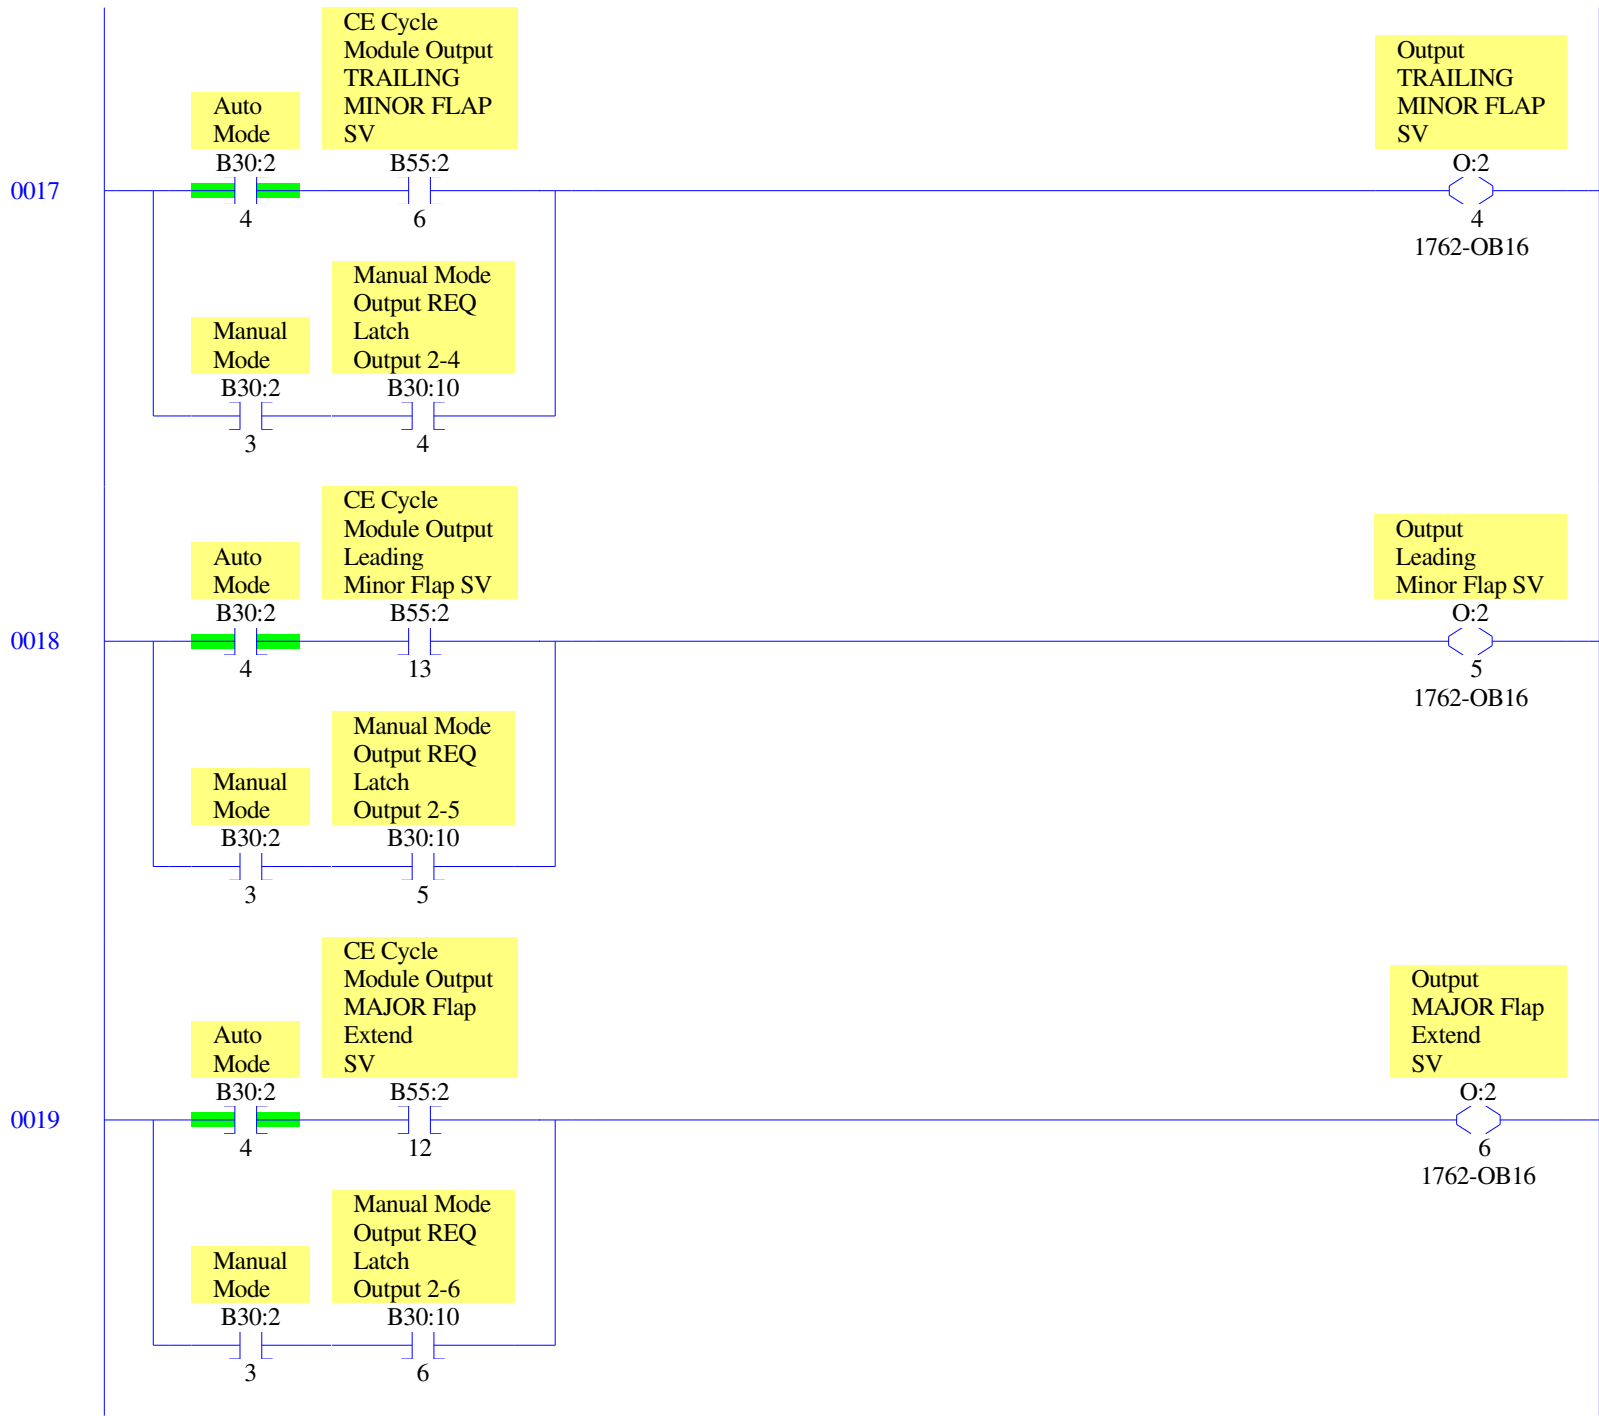 CE Cycle
Module Output
TRAILING
MINOR FLAP
SV
Auto
Mode
Output
TRAILING
MINOR FLAP
SV
B30:2
B55:2
O:2
0017
4
6
4
1762-OB16
Manual Mode
Output REQ
Latch
Output 2-4
Manual
Mode
B30:2
B30:10
3
4
CE Cycle
Module Output
Leading
Minor Flap SV
Auto
Mode
Output
Leading
Minor Flap SV
B30:2
B55:2
O:2
0018
4
13
5
1762-OB16
Manual Mode
Output REQ
Latch
Output 2-5
Manual
Mode
B30:2
B30:10
3
5
CE Cycle
Module Output
MAJOR Flap
Extend
SV
Auto
Mode
Output
MAJOR Flap
Extend
SV
B30:2
B55:2
O:2
0019
4
12
6
1762-OB16
Manual Mode
Output REQ
Latch
Output 2-6
Manual
Mode
B30:2
B30:10
3
6